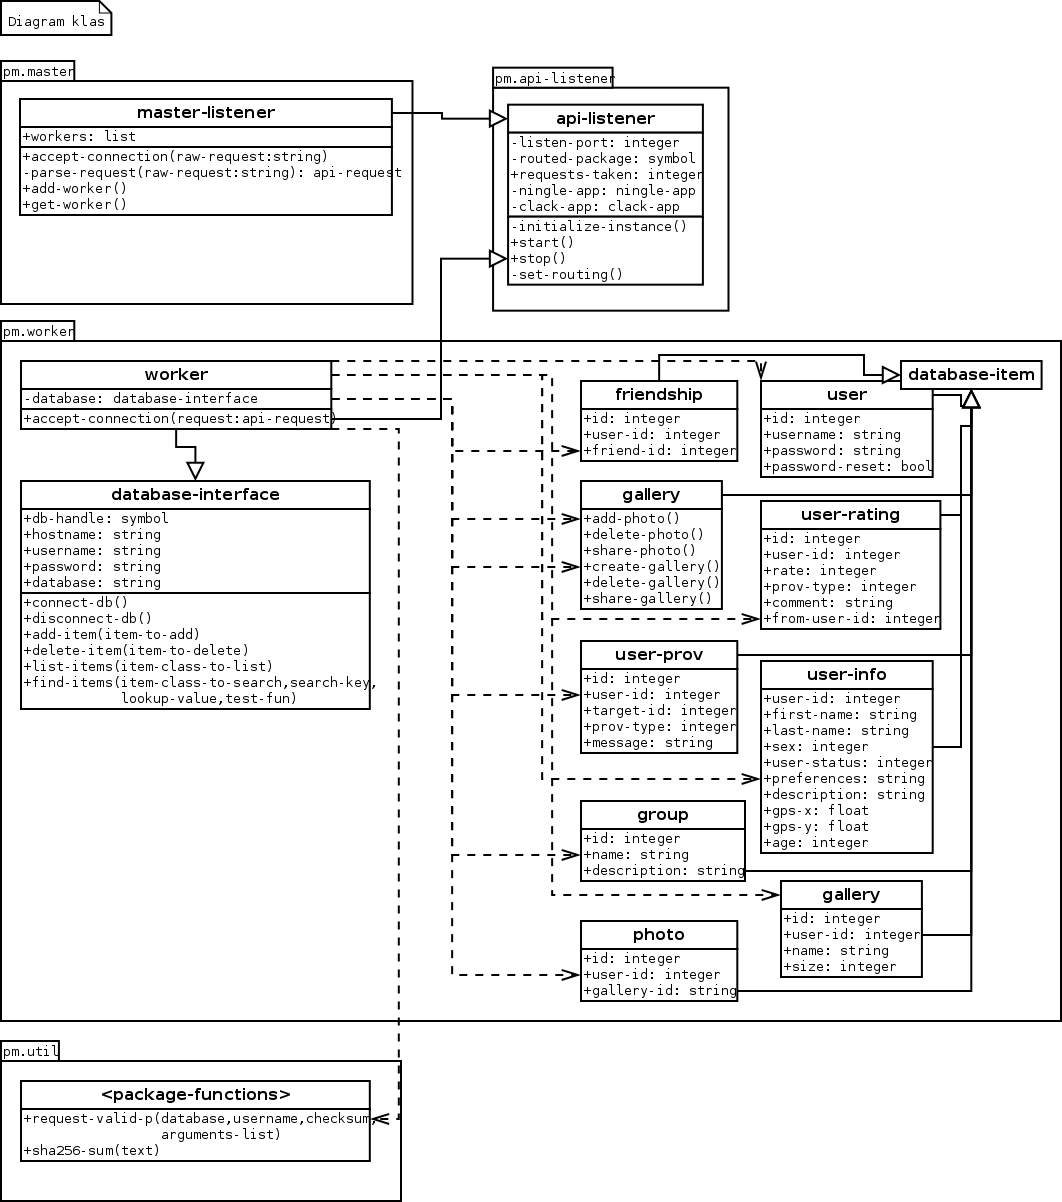 Diagram klas
pm.master
master-listener
+workers: list
+accept-connection(raw-request:string)
-parse-request(raw-request:string): api-request
+add-worker()
+get-worker()
pm.api-listener
api-listener
-listen-port: integer
-routed-package: symbol
+requests-taken: integer
-ningle-app: ningle-app
-clack-app: clack-app
-initialize-instance()
+start()
+stop()
-set-routing()
pm.worker
worker
-database: database-interface
+accept-connection(request:api-request)
database-interface
+db-handle: symbol
+hostname: string
+username: string
+password: string
+database: string
+connect-db()
+disconnect-db()
+add-item(item-to-add)
+delete-item(item-to-delete)
+list-items(item-class-to-list)
+find-items(item-class-to-search,search-key,
lookup-value,test-fun)
friendship
+id: integer
+user-id: integer
+friend-id: integer
gallery
+add-photo()
+delete-photo()
+share-photo()
+create-gallery()
+delete-gallery()
+share-gallery()
user-prov
+id: integer
+user-id: integer
+target-id: integer
+prov-type: integer
+message: string
group
+id: integer
+name: string
+description: string
photo
+id: integer
+user-id: integer
+gallery-id: string
database-item
user
+id: integer
+username: string
+password: string
+password-reset: bool
user-rating
+id: integer
+user-id: integer
+rate: integer
+prov-type: integer
+comment: string
+from-user-id: integer
user-info
+user-id: integer
+first-name: string
+last-name: string
+sex: integer
+user-status: integer
+preferences: string
+description: string
+gps-x: float
+gps-y: float
+age: integer
gallery
+id: integer
+user-id: integer
+name: string
+size: integer
pm.util
<package-functions>
+request-valid-p(database,username,checksum,
arguments-list)
+sha256-sum(text)